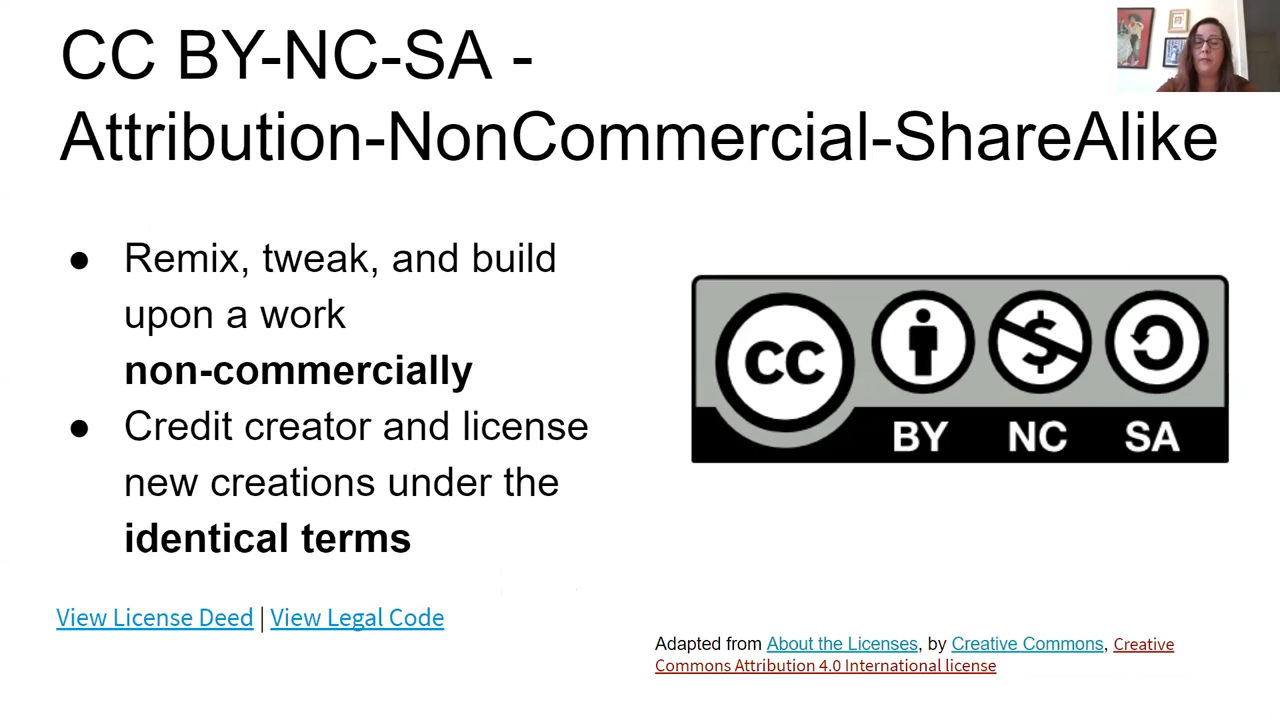 CC BY-NC-SA -
Attribution-NonCommercial-ShareAlike
● Remix, tweak, and build
upon a work
non-commercially
● Credit creator and license
new creations under the
identical terms
CC
BY NC SA
View License Deed | View Legal Code
Adapted from About the Licenses, by Creative Commons, Creative
Commons Attribution 4.0 International license